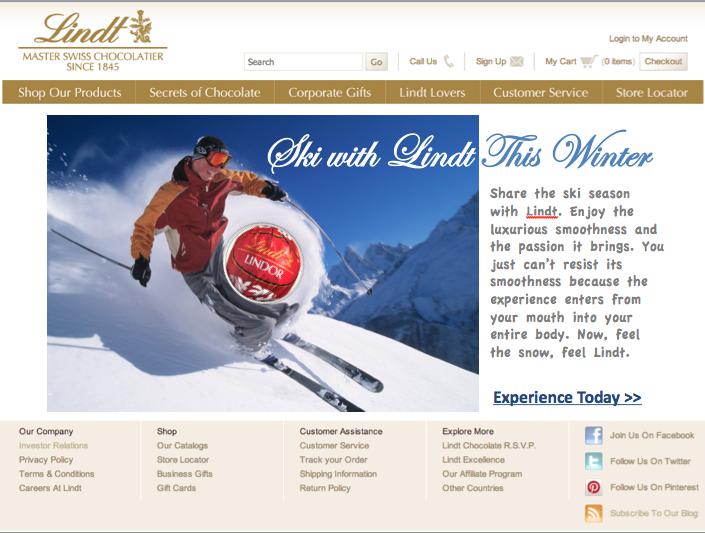 Lindt
MASTER SWISS CHOCOLATIER
SINCE 1845
Login to My Account
Search Go Call Us Sign Up My Cart (0 items) Checkout
Shop Our Products Secrets of Chocolate Corporate Gifts Lindt Lovers Customer Service Store Locator
Ski with Lindt This Winter
Share the ski season
with Lindt. Enjoy the
luxurious smoothness and
the passion it brings. You
just can't resist its
smoothness because the
experience enters from
your mouth into your
entire body. Now, feel
the snow, feel Lindt.
Lindt
LINDOR
Experience Today >>
Our Company
Investor Relations
Privacy Policy
Terms & Conditions
Careers At Lindt
Shop
Our Catalogs
Store Locator
Business Gifts
Gift Cards
Customer Assistance
Customer Service
Track your Order
Shipping Information
Return Policy
Explore More
Lindt Chocolate R.S.V.P.
Lindt Excellence
Our Affiliate Program
Other Countries
Join Us On Facebook
Follow Us On Twitter
Follow Us On Pinterest
Subscribe To Our Blog